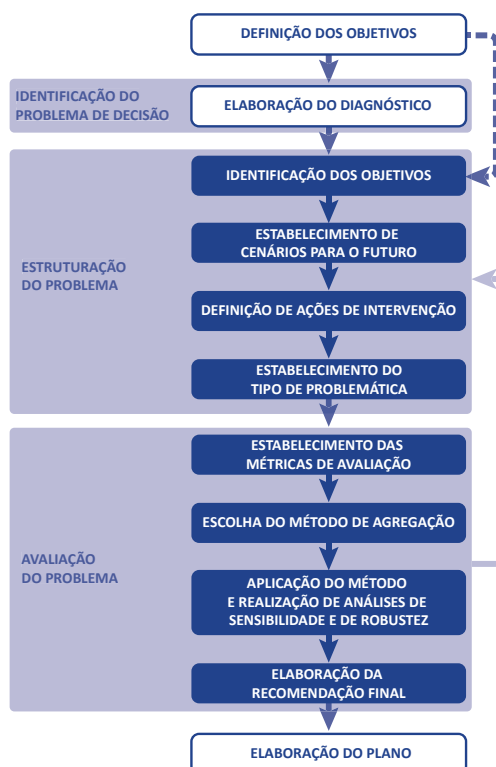 DEFINIÇÃO DOS OBJETIVOS
IDENTIFICAÇÃO DO
PROBLEMA DE DECISÃO
ELABORAÇÃO DO DIAGNÓSTICO
ESTRUTURAÇÃO
DO PROBLEMA
IDENTIFICAÇÃO DOS OBJETIVOS
ESTABELECIMENTO DE
CENÁRIOS PARA O FUTURO
DEFINIÇÃO DE AÇÕES DE INTERVENÇÃO
ESTABELECIMENTO DO
TIPO DE PROBLEMÁTICA
AVALIAÇÃO
DO PROBLEMA
ESTABELECIMENTO DAS
MÉTRICAS DE AVALIAÇÃO
ESCOLHA DO MÉTODO DE AGREGAÇÃO
APLICAÇÃO DO MÉTODO
E REALIZAÇÃO DE ANÁLISES DE
SENSIBILIDADE E DE ROBUSTEZ
ELABORAÇÃO DA
RECOMENDAÇÃO FINAL
ELABORAÇÃO DO PLANO